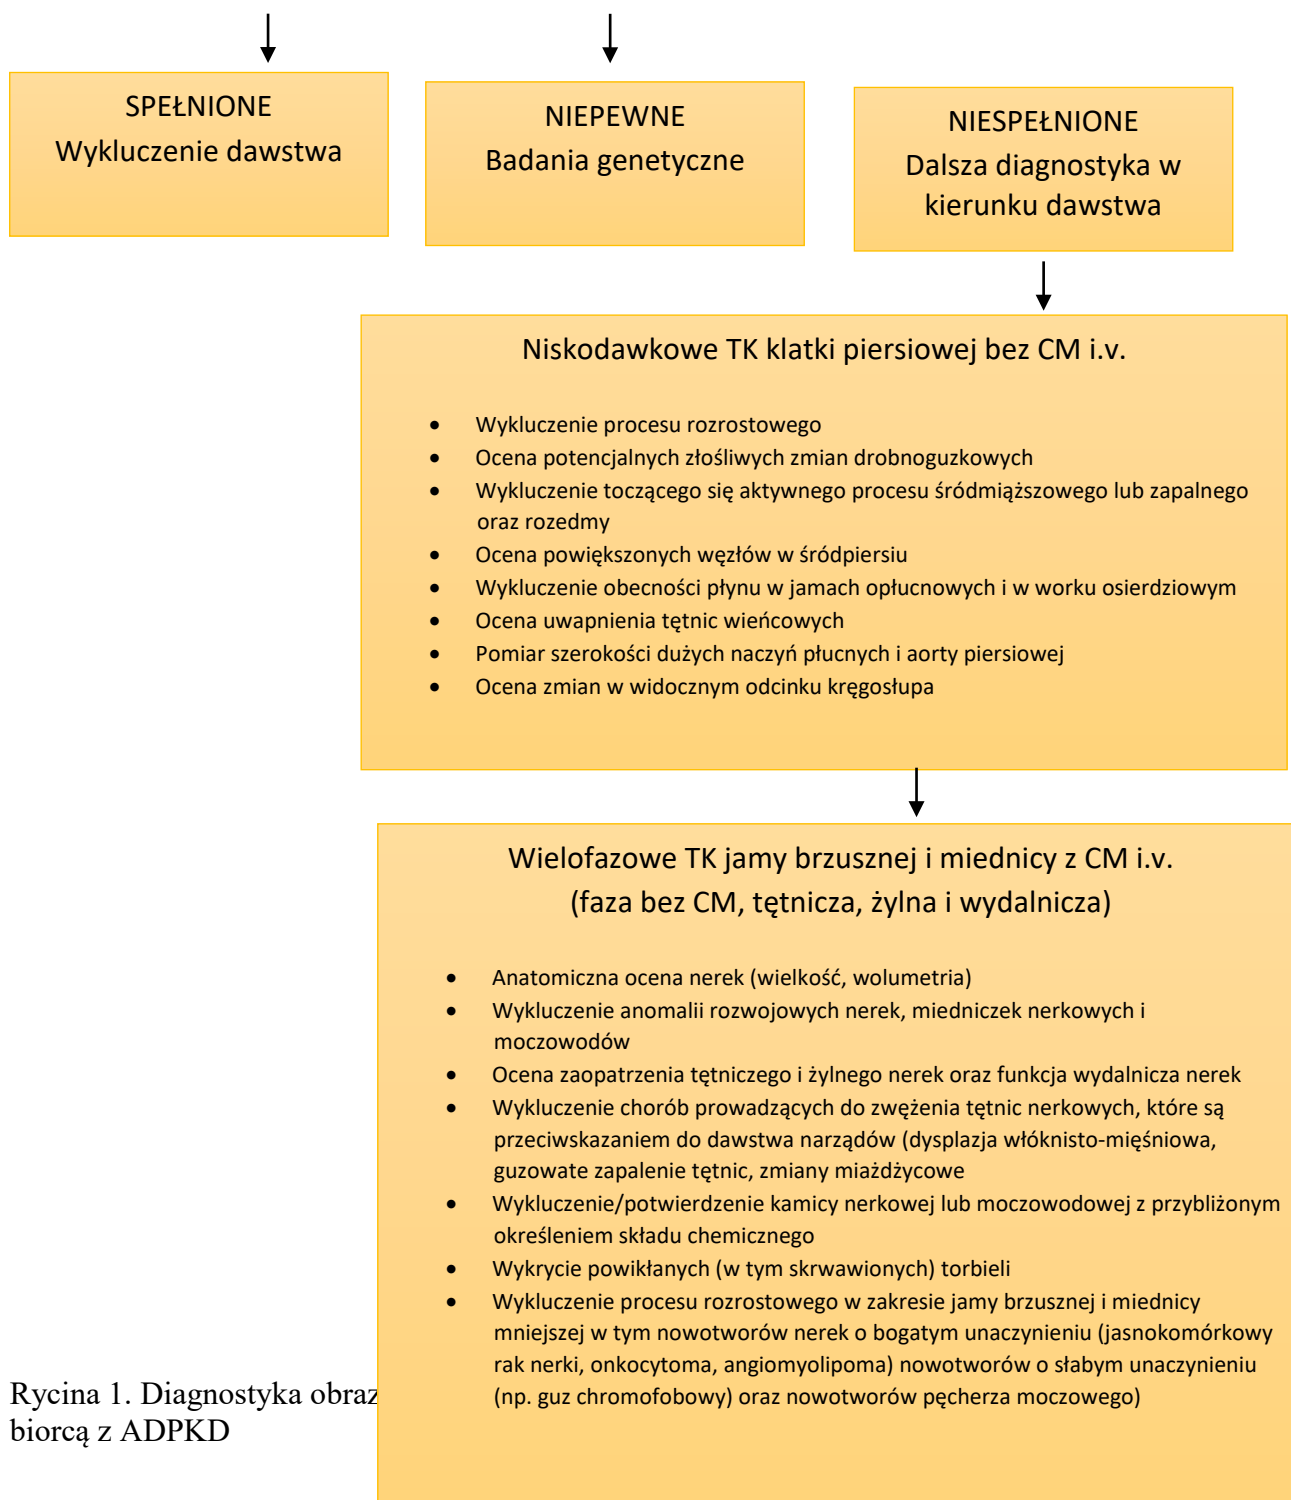 SPEŁNIONE
Wykluczenie dawstwa
NIEPEWNE
Badania genetyczne
NIESPEŁNIONE
Dalsza diagnostyka w
kierunku dawstwa
Niskodawkowe TK klatki piersiowej bez CM i.v.
• Wykluczenie procesu rozrostowego
• Ocena potencjalnych złośliwych zmian drobnoguzkowych
• Wykluczenie toczącego się aktywnego procesu śródmiąższowego lub zapalnego
oraz rozedmy
• Ocena powiększonych węzłów w śródpiersiu
• Wykluczenie obecności płynu w jamach opłucnowych i w worku osierdziowym
• Ocena uwapnienia tętnic wieńcowych
• Pomiar szerokości dużych naczyń płucnych i aorty piersiowej
• Ocena zmian w widocznym odcinku kręgosłupa
Wielofazowe TK jamy brzusznej i miednicy z CM i.v.
(faza bez CM, tętnicza, żylna i wydalnicza)
• Anatomiczna ocena nerek (wielkość, wolumetria)
• Wykluczenie anomalii rozwojowych nerek, miedniczek nerkowych i
moczowodów
• Ocena zaopatrzenia tętniczego i żylnego nerek oraz funkcja wydalnicza nerek
• Wykluczenie chorób prowadzących do zwężenia tętnic nerkowych, które są
przeciwskazaniem do dawstwa narządów (dysplazja włóknisto-mięśniowa,
guzowate zapalenie tętnic, zmiany miażdżycowe
• Wykluczenie/potwierdzenie kamicy nerkowej lub moczowodowej z przybliżonym
określeniem składu chemicznego
• Wykrycie powikłanych (w tym skrwawionych) torbieli
• Wykluczenie procesu rozrostowego w zakresie jamy brzusznej i miednicy
mniejszej w tym nowotworów nerek o bogatym unaczynieniu (jasnokomórkowy
rak nerki, onkocytoma, angiomyolipoma) nowotworów o słabym unaczynieniu
(np. guz chromofobowy) oraz nowotworów pęcherza moczowego)
Rycina 1. Diagnostyka obraz
biorcą z ADPKD